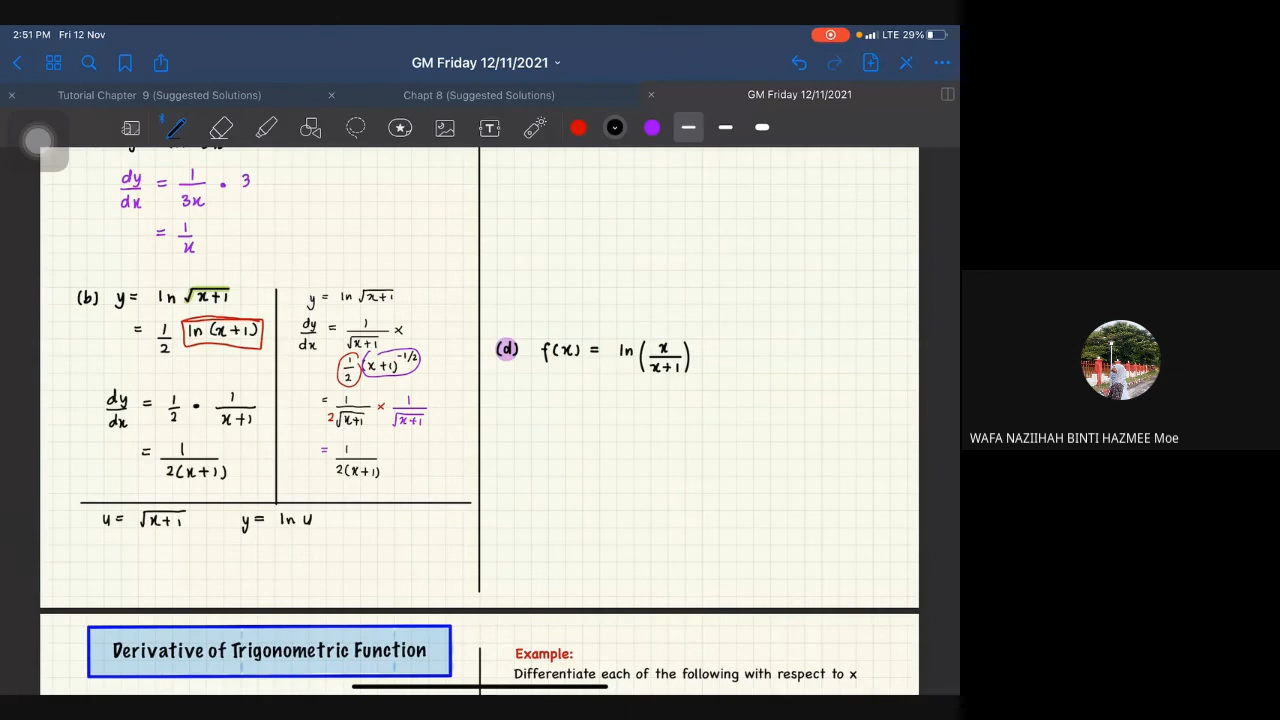 2:51 PM Fri 12 Nov
LTE 29%
GM Friday 12/11/2021
Tutorial Chapter 9 (Suggested Solutions)
Chapt 8 (Suggested Solutions)
GM Friday 12/11/2021
dy/dx = 1/3x • 3
= 1/x
(b) y = ln √(x+1)
= 1/2 ln (x+1)
dy/dx = 1/2 • 1/(x+1)
= 1/2(x+1)
y = ln √(x+1)
dy/dx = 1/√(x+1) ×
1/2 (x+1)^(-1/2)
= 1/2√(x+1) × 1/√(x+1)
= 1/2(x+1)
u = √(x+1) y = ln u
(d) f(x) = ln (x/(x+1))
Derivative of Trigonometric Function
Example:
Differentiate each of the following with respect to x
WAFA NAZIIHAH BINTI HAZMEE Moe